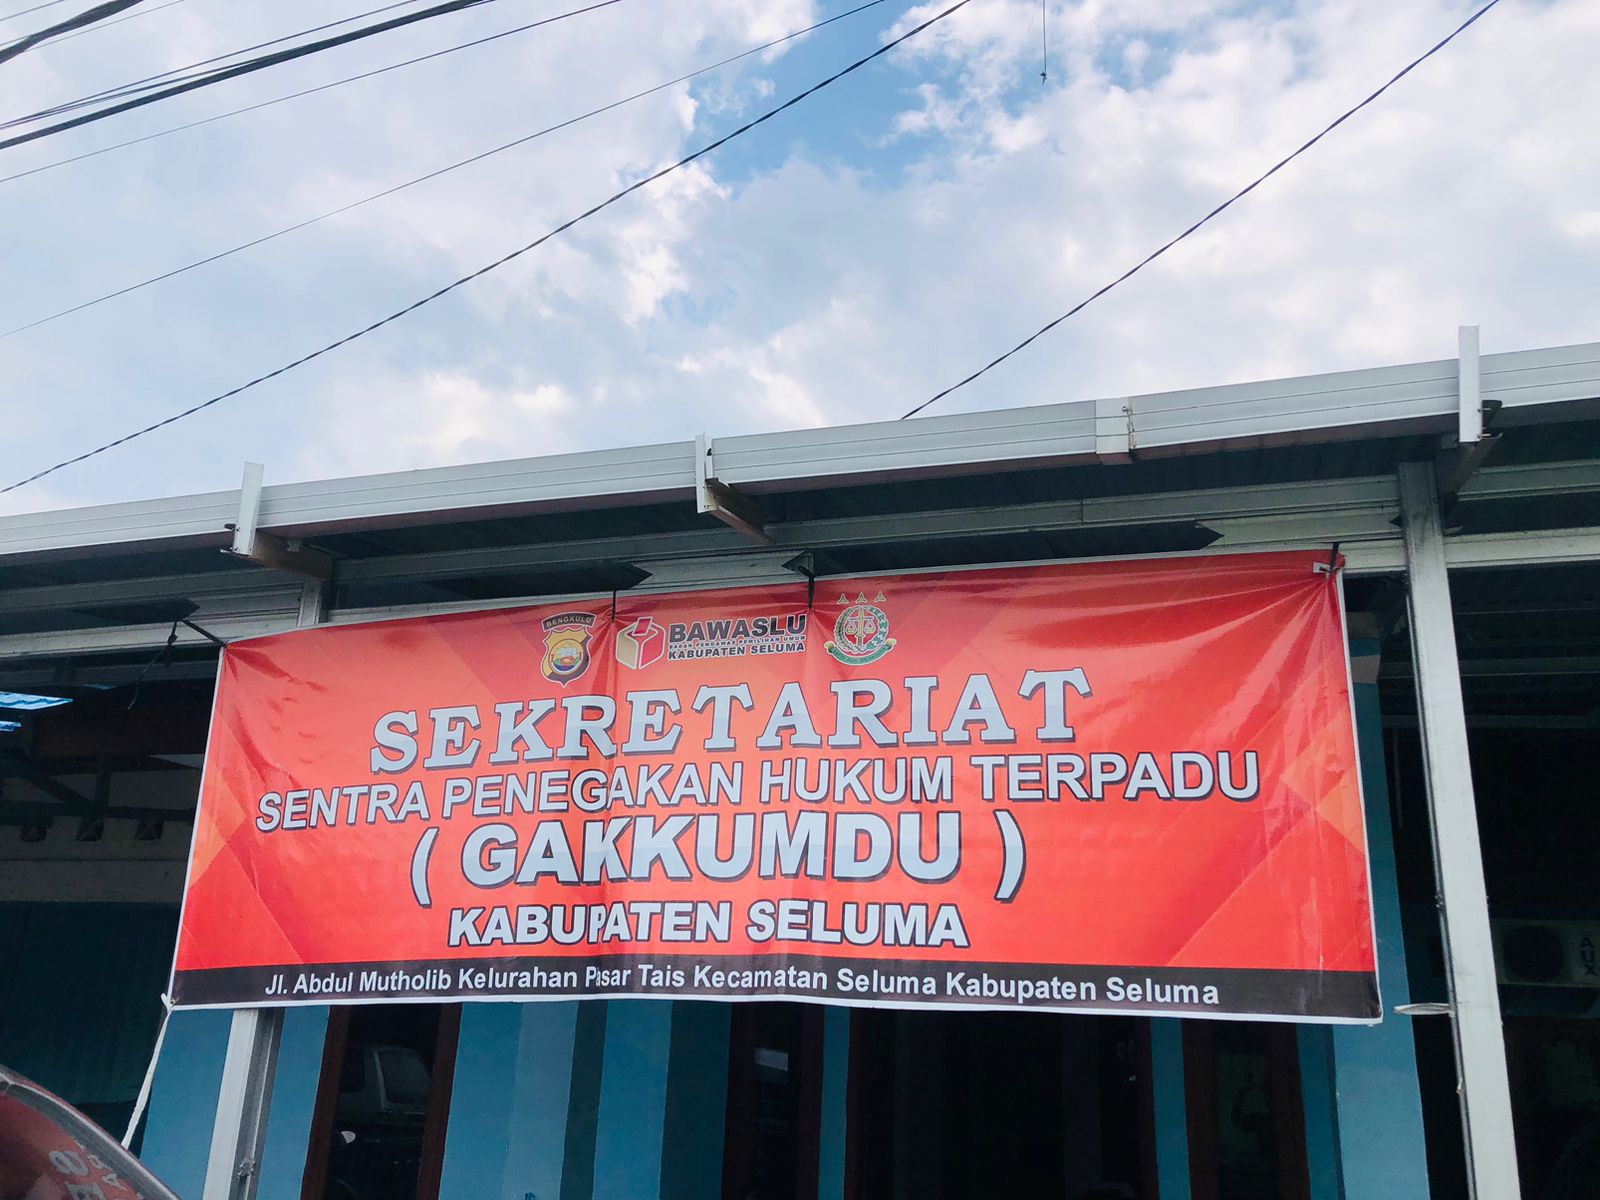 BENGKULU
BAWASLU
BADAN PENGAWAS PEMILIHAN UMUM
KABUPATEN SELUMA
SEKRETARIAT
SENTRA PENEGAKAN HUKUM TERPADU
( GAKKUMDU )
KABUPATEN SELUMA
Jl. Abdul Mutholib Kelurahan Pasar Tais Kecamatan Seluma Kabupaten Seluma
AUX